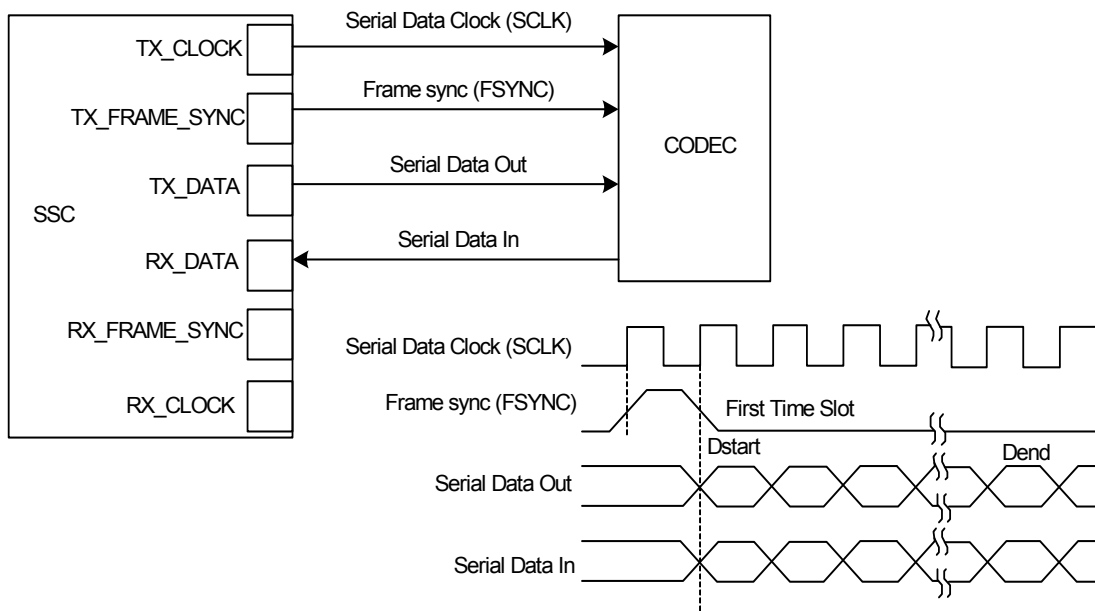 Serial Data Clock (SCLK)
TX_CLOCK
Frame sync (FSYNC)
TX_FRAME_SYNC
CODEC
Serial Data Out
TX_DATA
SSC
Serial Data In
RX_DATA
RX_FRAME_SYNC
RX_CLOCK
Serial Data Clock (SCLK)
Frame sync (FSYNC)
First Time Slot
Dstart
Dend
Serial Data Out
Serial Data In